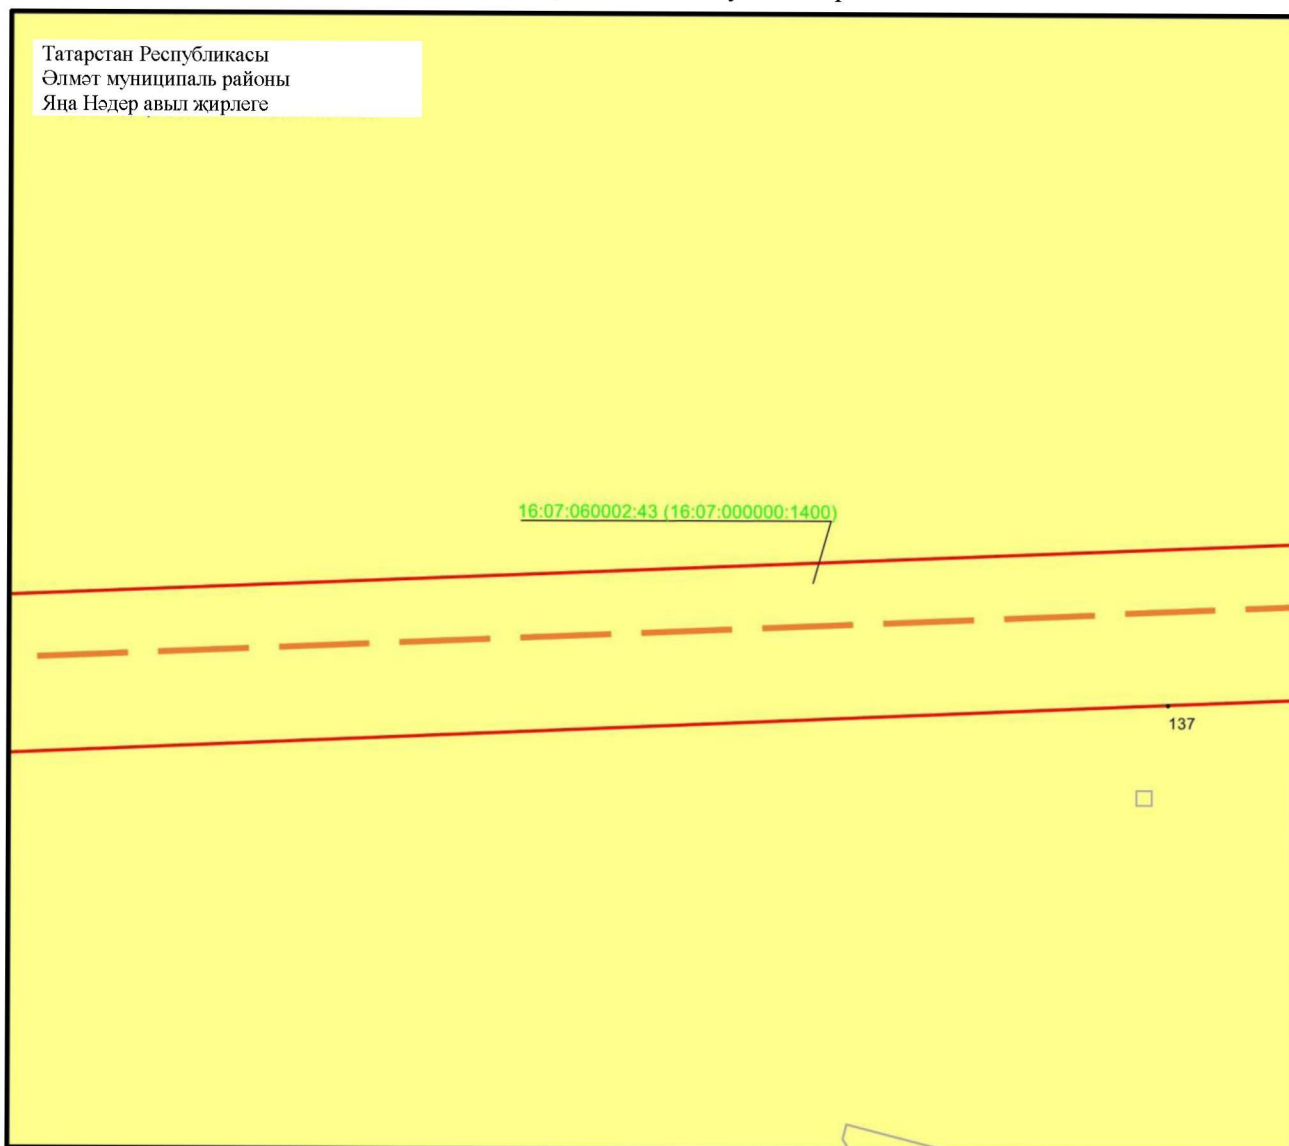 Татарстан Республикасы
Әлмәт муниципаль районы
Яңа Нәдер авыл җирлеге
16:07:060002:43 (16:07:000000:1400)
137